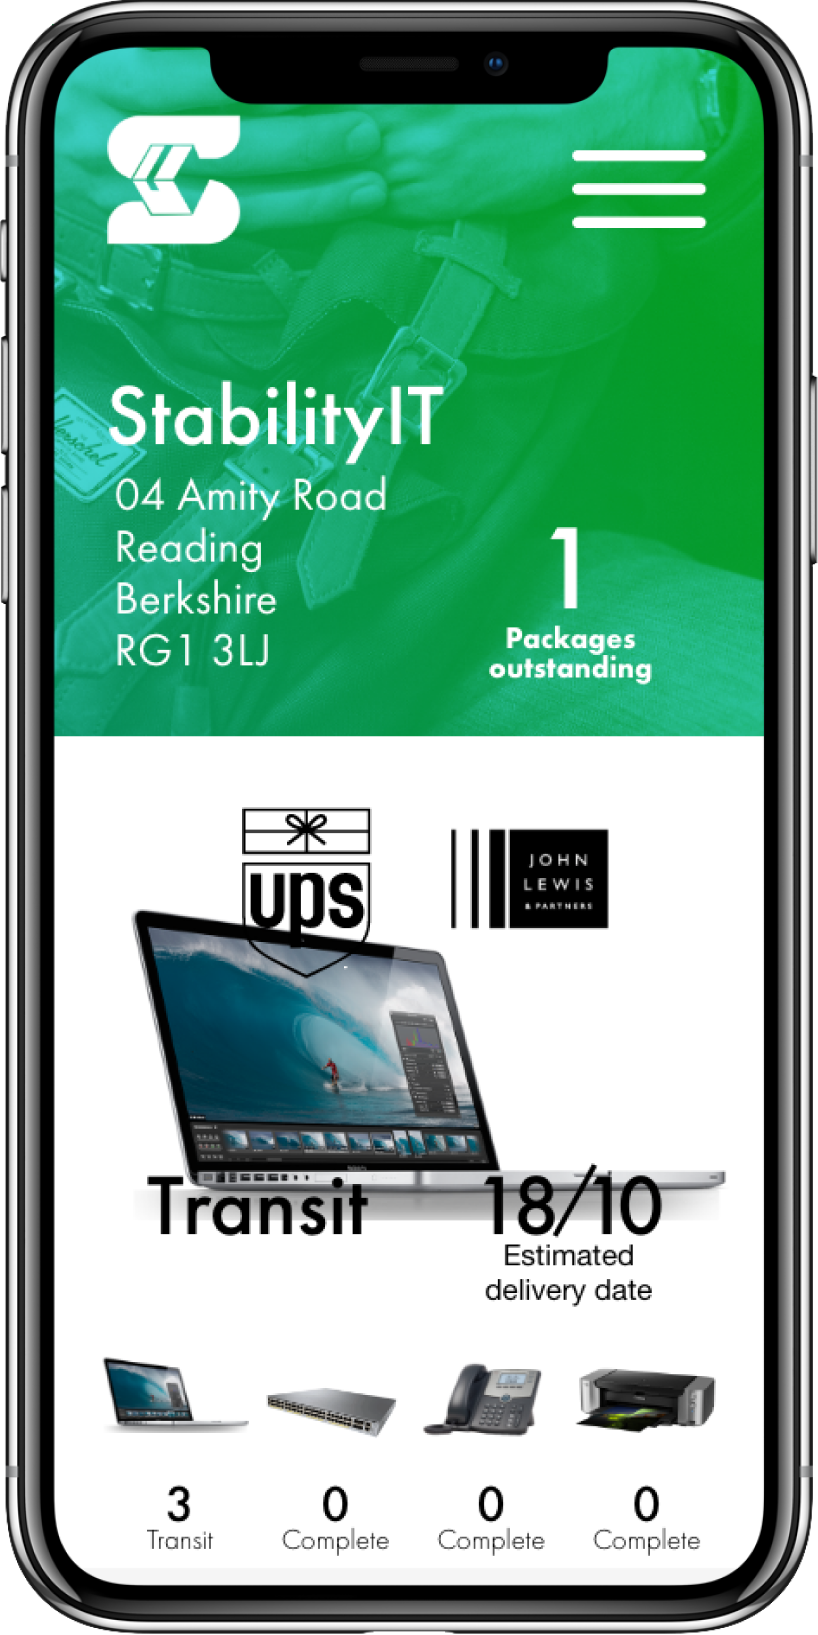 StabilityIT
Herschel
04 Amity Road
Reading
Berkshire
RG1 3LJ
1
Packages
outstanding
ups
JOHN
LEWIS
& PARTNERS
Transit
18/10
Estimated
delivery date
3
Transit
0
Complete
0
Complete
0
Complete